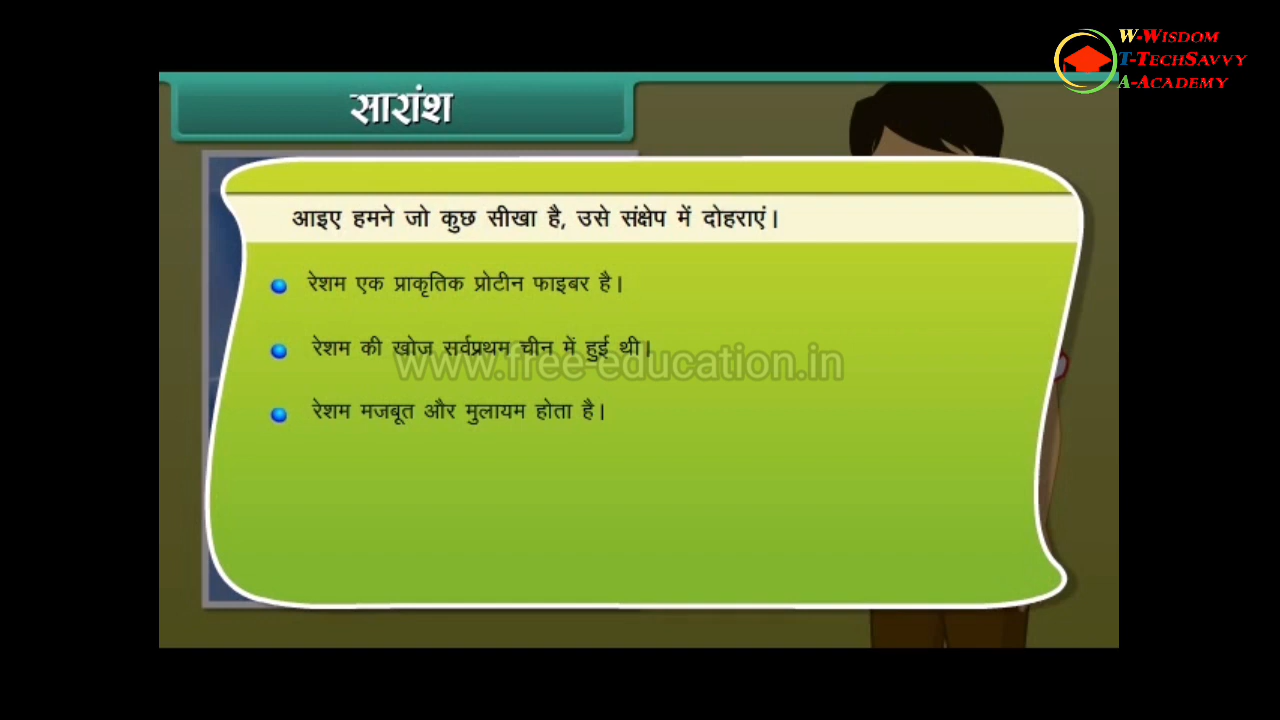 W-WISDOM
T-TECHSAVVY
A-ACADEMY
सारांश
आइए हमने जो कुछ सीखा है, उसे संक्षेप में दोहराएं।
रेशम एक प्राकृतिक प्रोटीन फाइबर है।
रेशम की खोज सर्वप्रथम चीन में हुई थी।
www.free-education.in
रेशम मजबूत और मुलायम होता है।